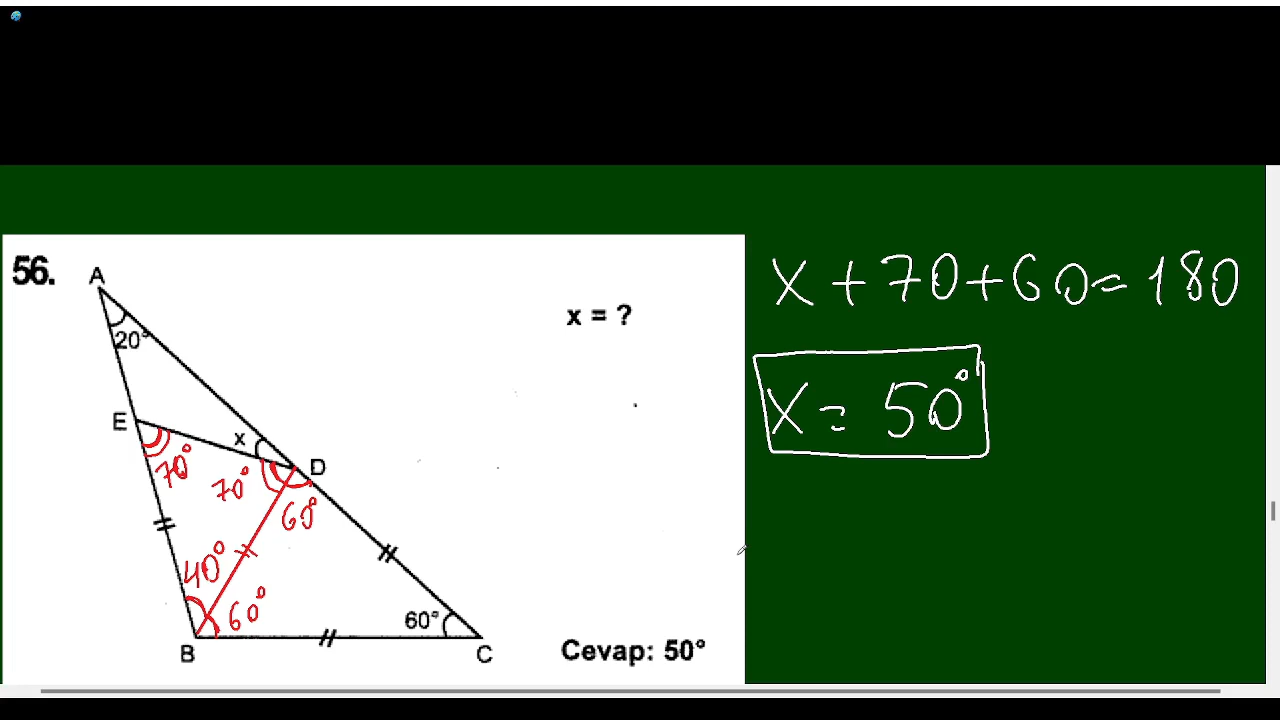 56.
A
x = ?
20°
E
x
D
70°
70°
60°
40°
60°
60°
B
C
Cevap: 50°
x + 70 + 60 = 180
x = 50°